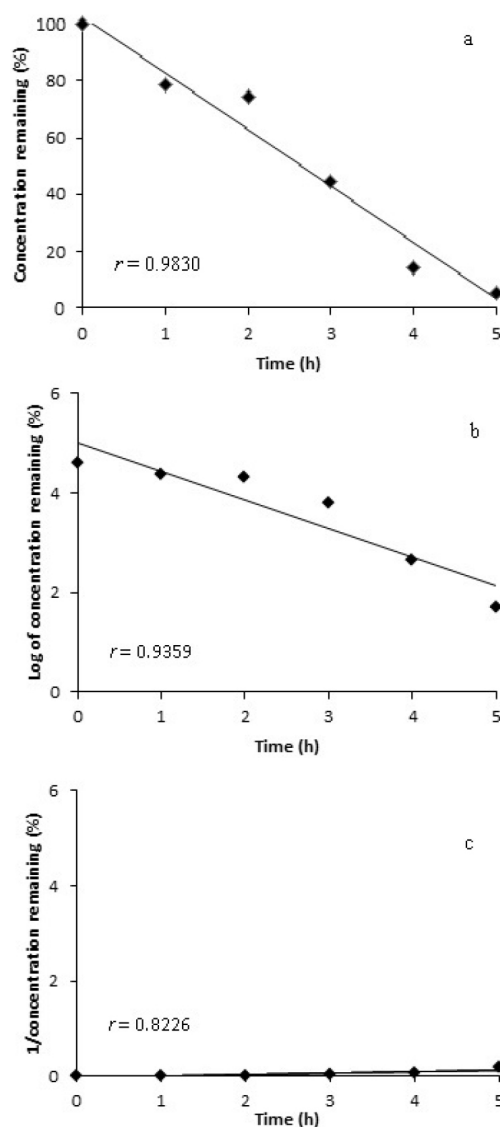 a
Concentration remaining (%)
100
80
60
40
20
0
r = 0.9830
0 1 2 3 4 5
Time (h)
b
Log of concentration remaining (%)
6
4
2
0
r = 0.9359
0 1 2 3 4 5
Time (h)
c
1/concentration remaining (%)
6
4
2
0
r = 0.8226
0 1 2 3 4 5
Time (h)